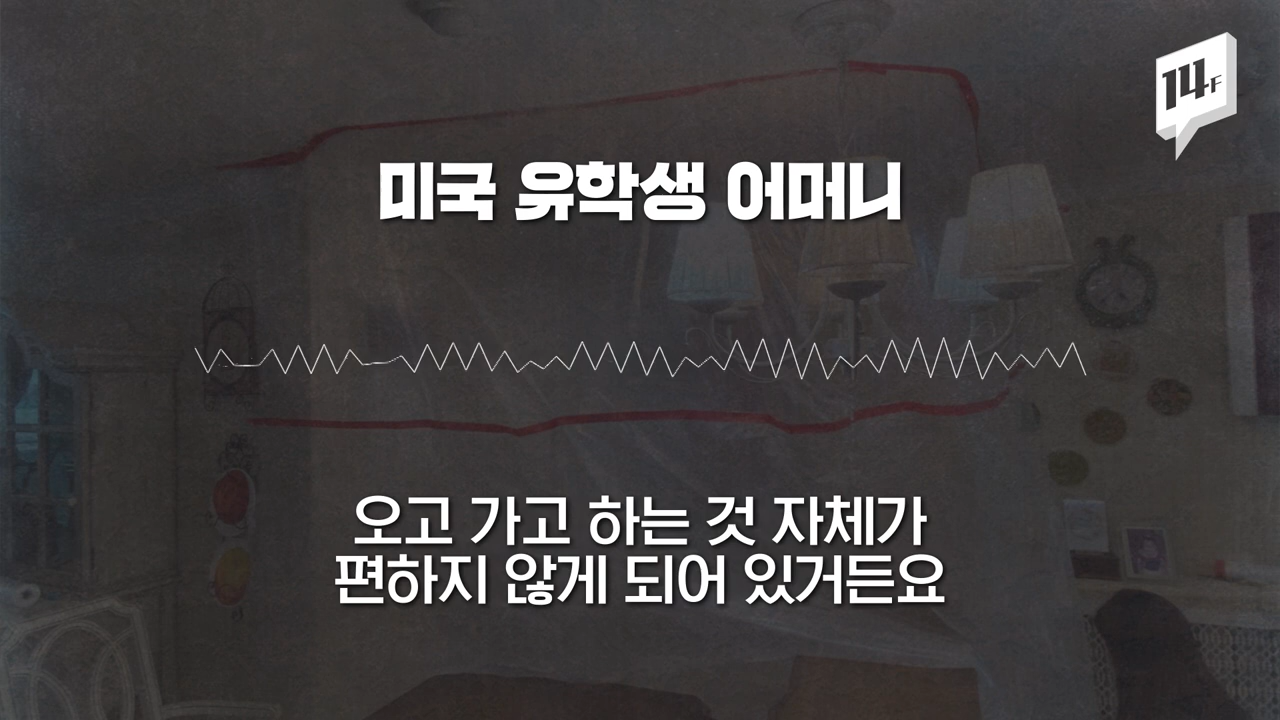 14F
미국 유학생 어머니
오고 가고 하는 것 자체가
편하지 않게 되어 있거든요